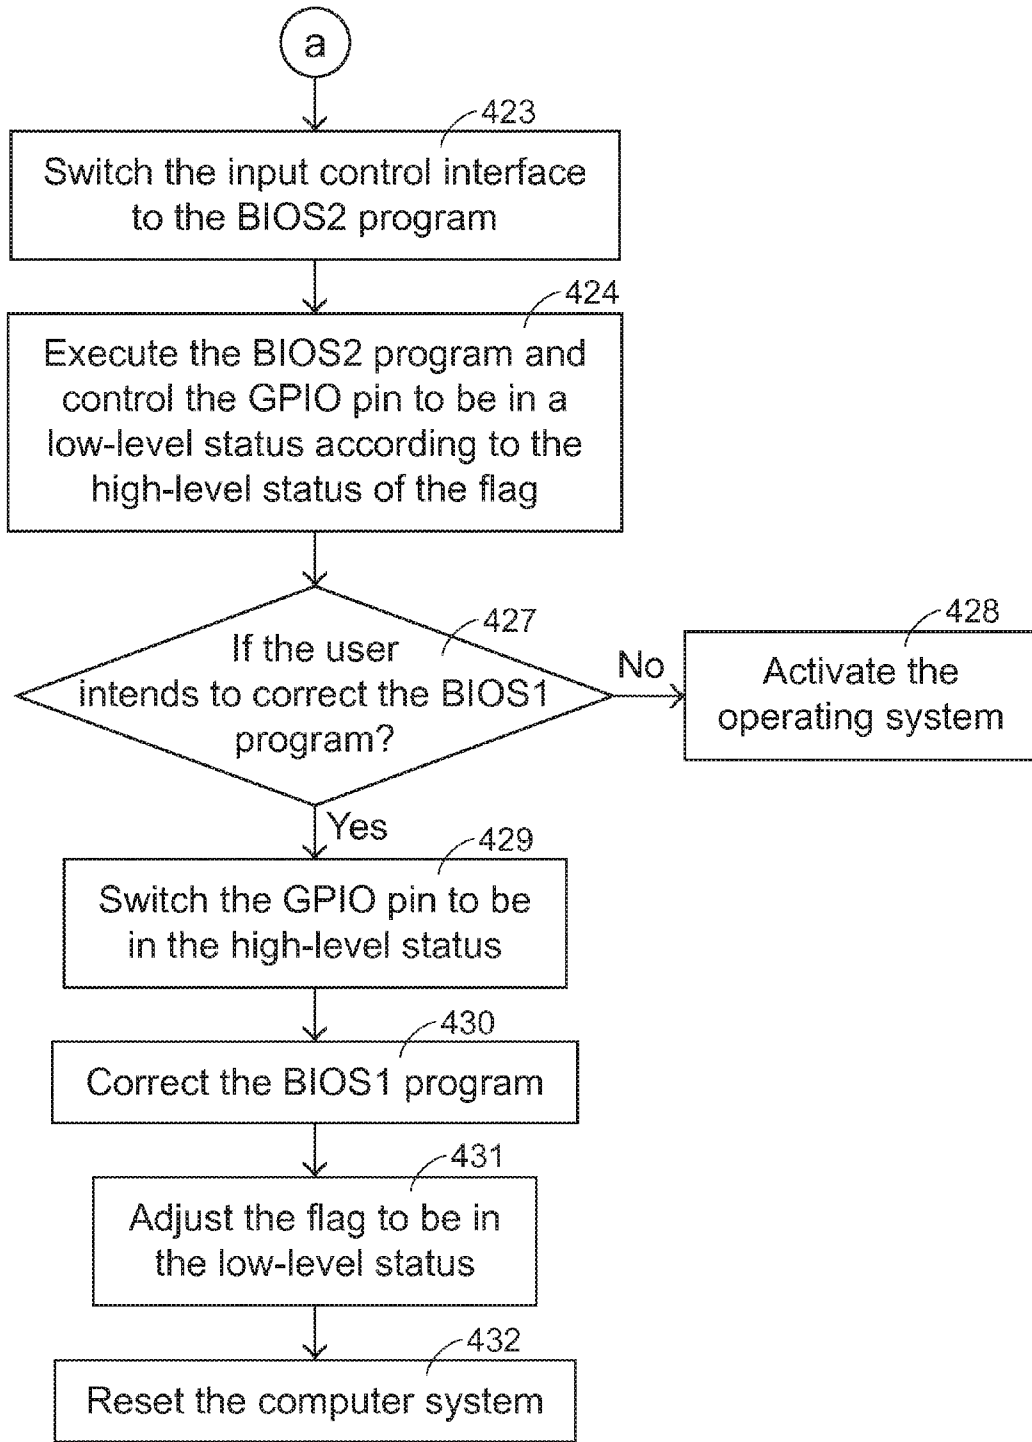 a
423
Switch the input control interface
to the BIOS2 program
424
Execute the BIOS2 program and
control the GPIO pin to be in a
low-level status according to the
high-level status of the flag
427
If the user
intends to correct the BIOS1
program?
No
428
Activate the
operating system
Yes
429
Switch the GPIO pin to be
in the high-level status
430
Correct the BIOS1 program
431
Adjust the flag to be in
the low-level status
432
Reset the computer system